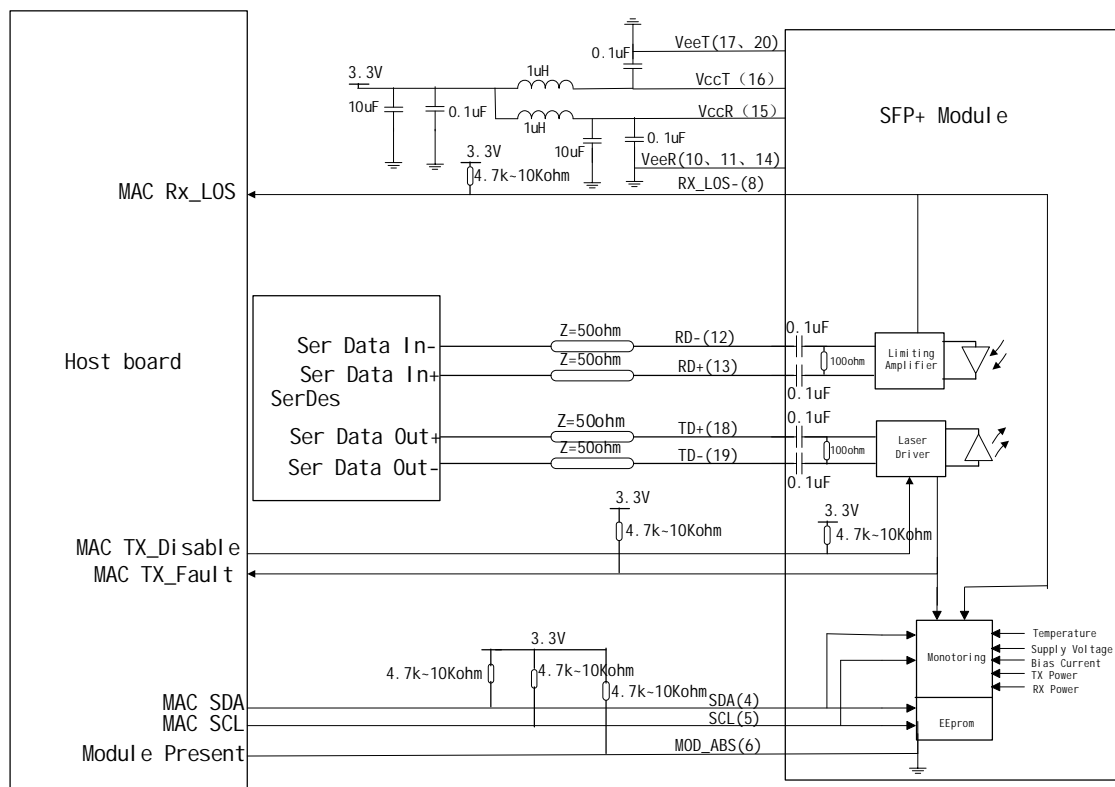 VeeT(17、20)
0.1uF
1uH
3.3V
VccT (16)
10uF
0.1uF
VccR (15)
1uH
10uF
0.1uF
SFP+ Module
3.3V
VeeR(10、11、14)
4.7k~10Kohm
RX_LOS-(8)
MAC Rx_LOS
0.1uF
Z=50ohm
RD-(12)
Ser Data In-
Host board
Z=50ohm
RD+(13)
100ohm
Limiting
Amplifier
Ser Data In+
SerDes
0.1uF
0.1uF
Z=50ohm
TD+(18)
Ser Data Out+
Z=50ohm
TD-(19)
100ohm
Laser
Driver
Ser Data Out-
0.1uF
3.3V
3.3V
4.7k~10Kohm
4.7k~10Kohm
MAC TX_Disable
MAC TX_Fault
3.3V
Temperature
Supply Voltage
Monotoring
Bias Current
TX Power
RX Power
4.7k~10Kohm
4.7k~10Kohm
4.7k~10Kohm
MAC SDA
SDA(4)
EEprom
MAC SCL
SCL(5)
Module Present
MOD_ABS(6)